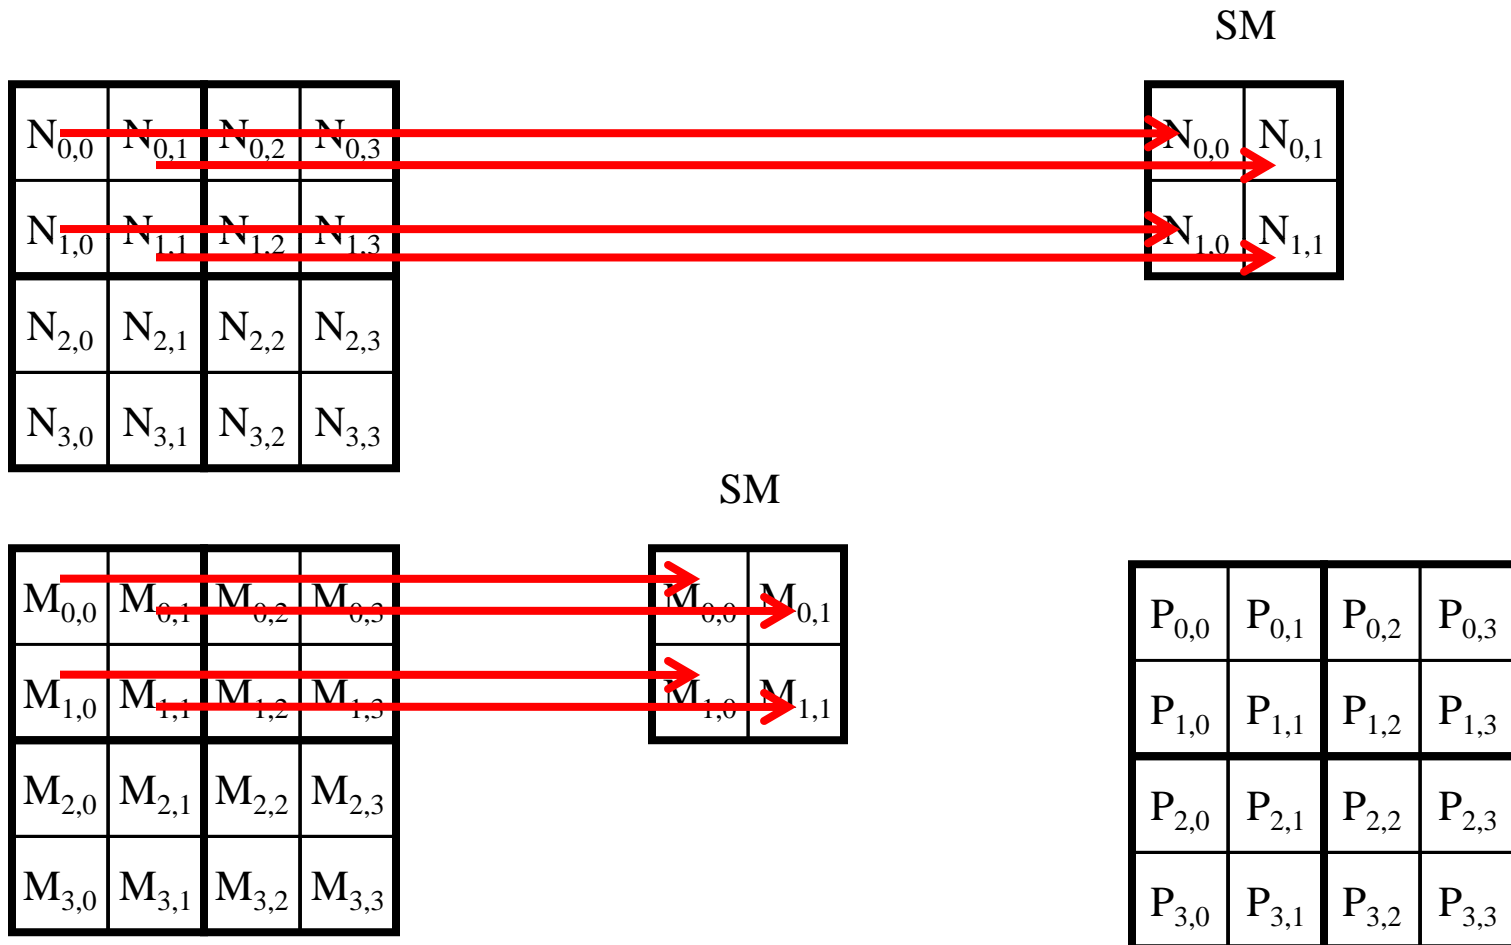 SM
N0,0 N0,1 N0,2 N0,3 N0,0 N0,1
N1,0 N1,1 N1,2 N1,3 N1,0 N1,1
N2,0 N2,1 N2,2 N2,3
N3,0 N3,1 N3,2 N3,3
SM
M0,0 M0,1 M0,2 M0,3 M0,0 M0,1
M1,0 M1,1 M1,2 M1,3 M1,0 M1,1
M2,0 M2,1 M2,2 M2,3
M3,0 M3,1 M3,2 M3,3
P0,0 P0,1 P0,2 P0,3
P1,0 P1,1 P1,2 P1,3
P2,0 P2,1 P2,2 P2,3
P3,0 P3,1 P3,2 P3,3